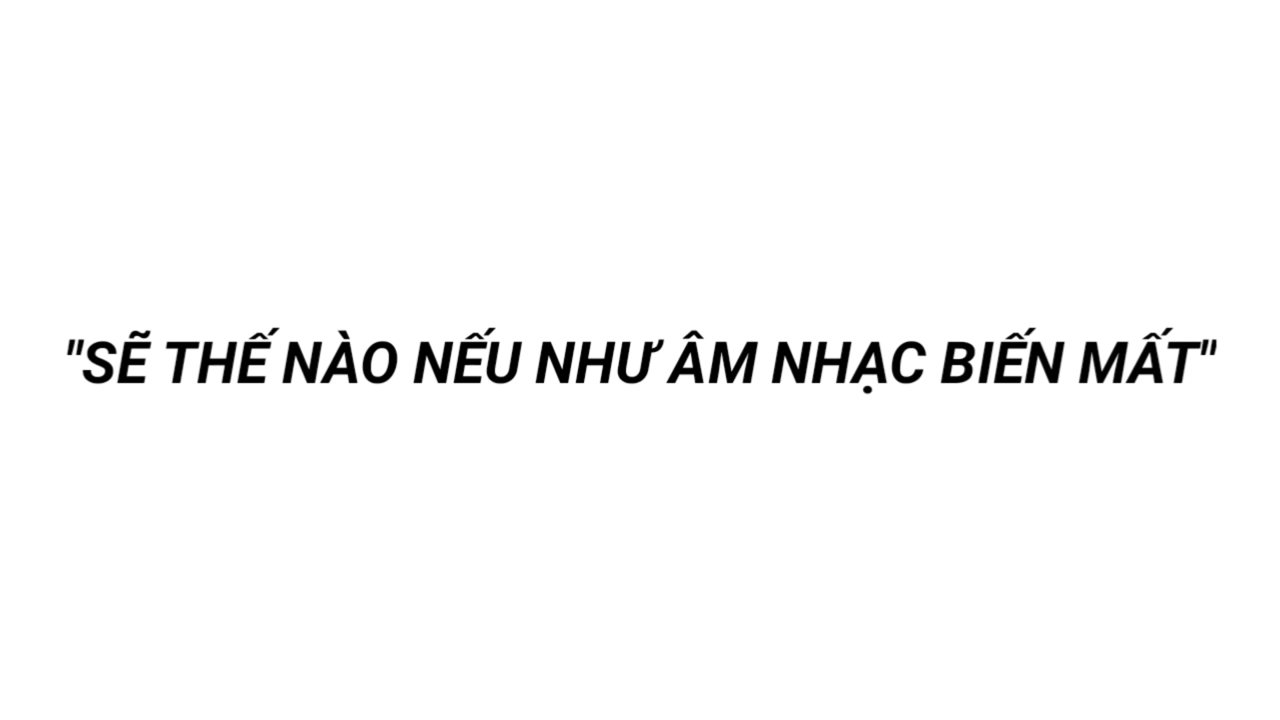 "SẼ THẾ NÀO NẾU NHƯ ÂM NHẠC BIẾN MẤT"